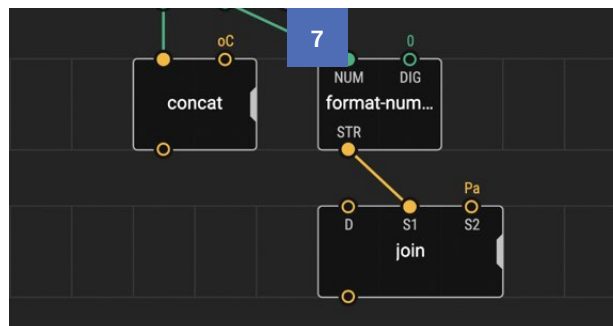 7
oC
0
NUM DIG
concat
format-num...
STR
Pa
D S1 S2
join